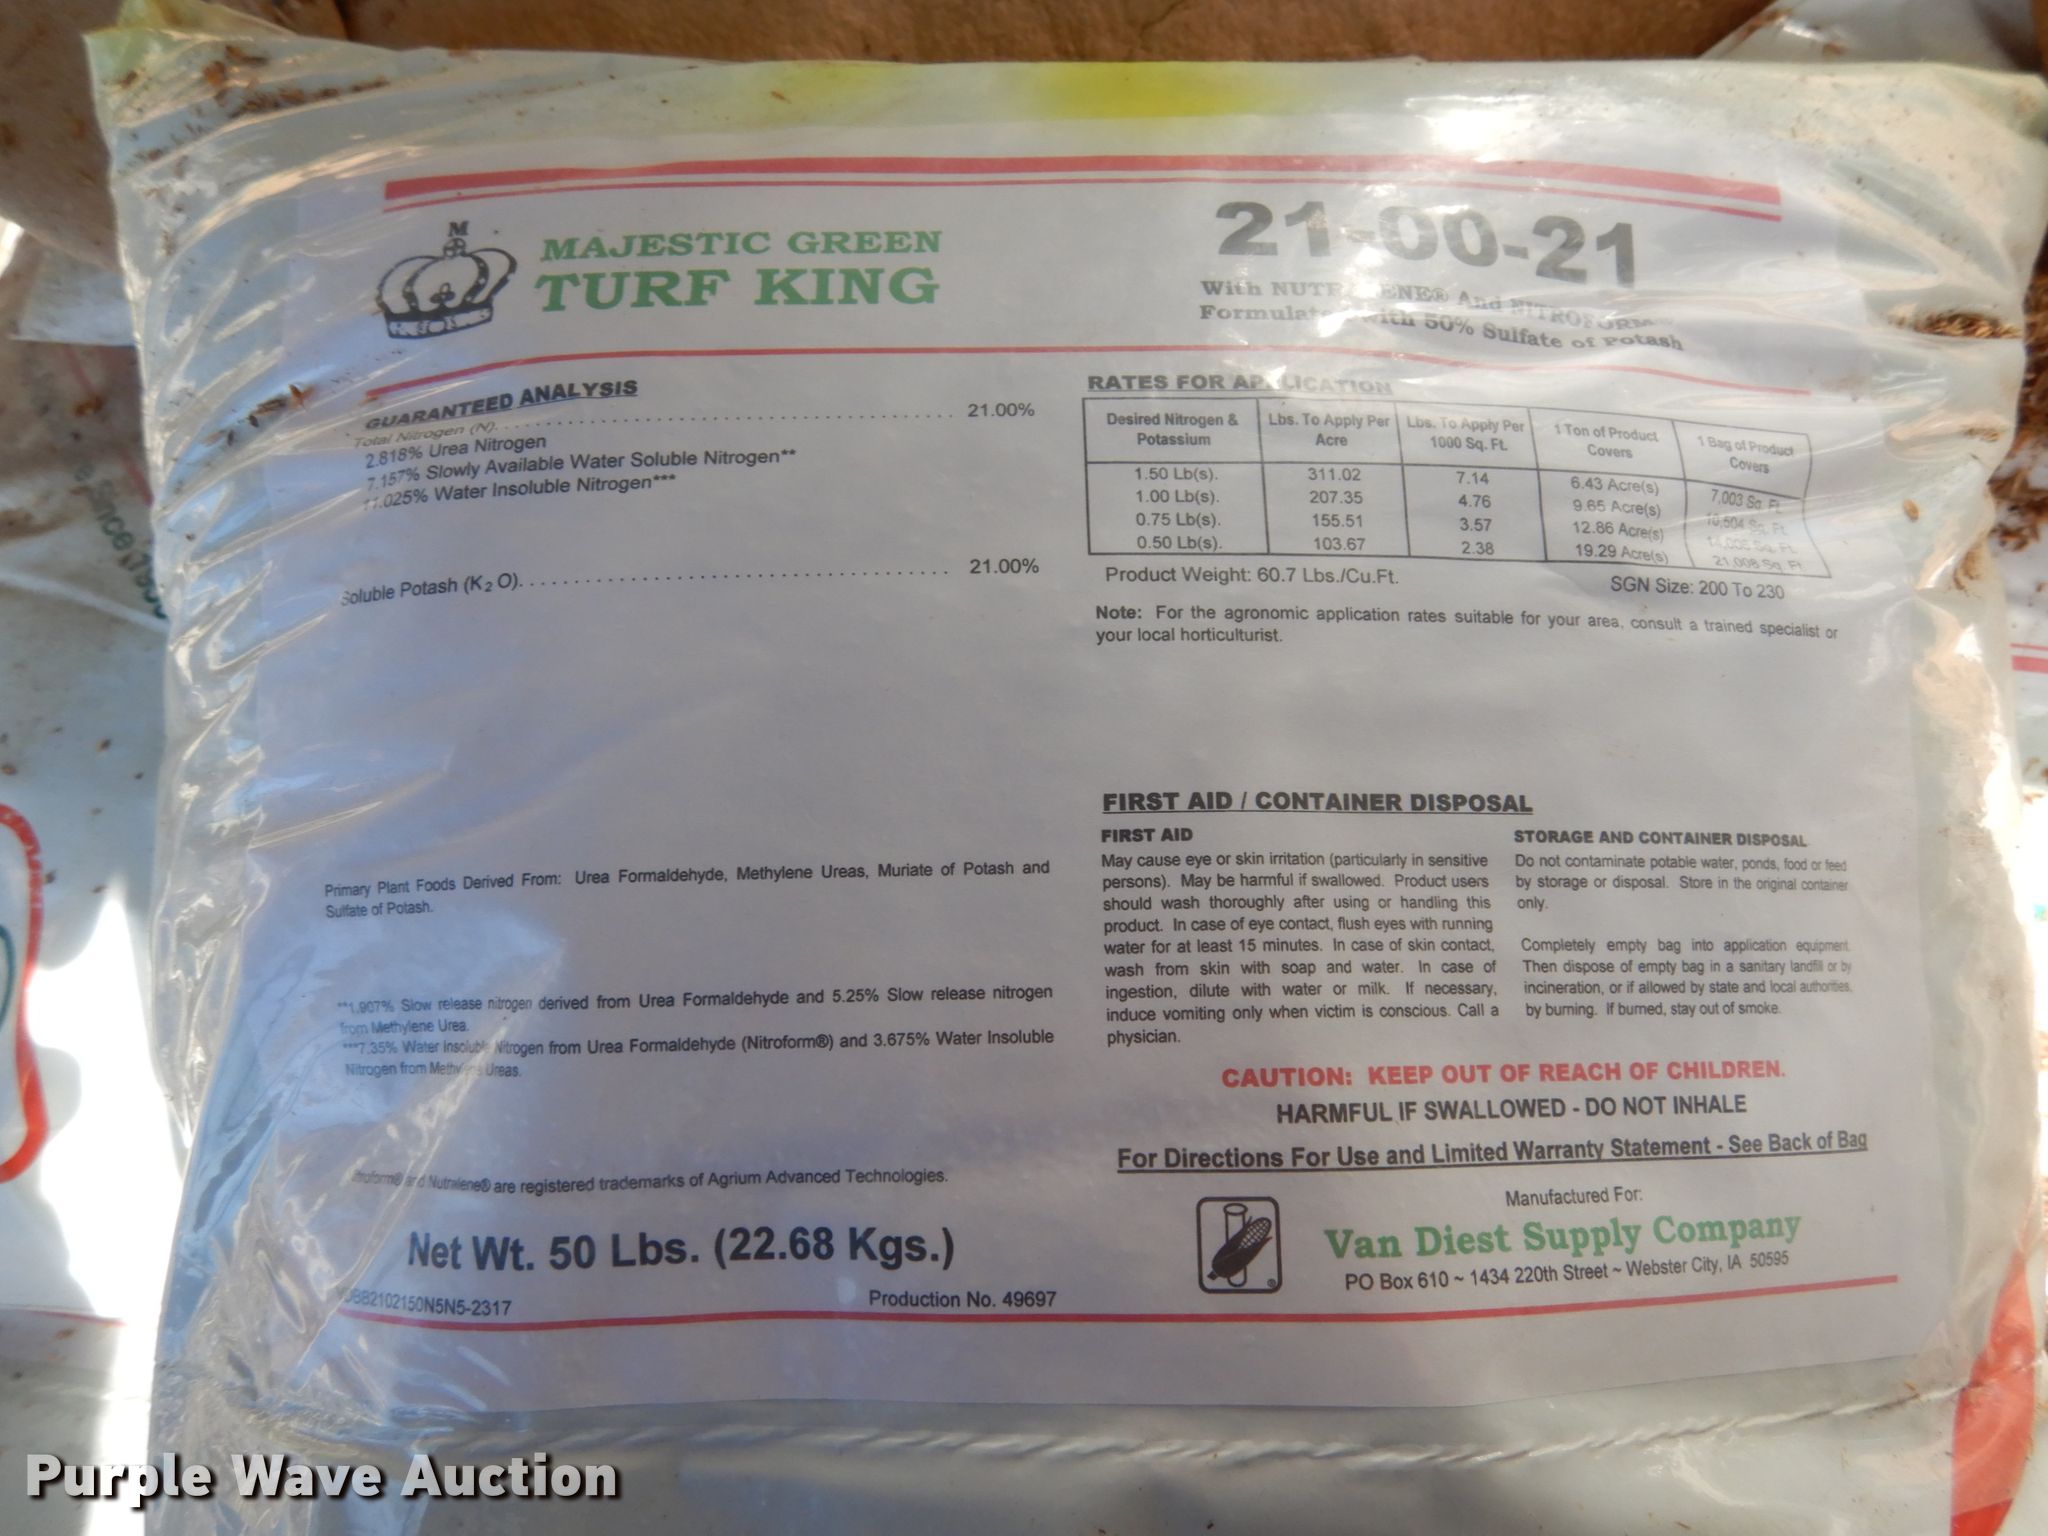 M
MAJESTIC GREEN
TURF KING
21-00-21
With And NITROFORM®
with 50% Sulfate of Potash
GUARANTEED ANALYSIS
Total Nitrogen (N) 21.00%
2.818% Urea Nitrogen
7.157% Slowly Available Water Soluble Nitrogen**
11.025% Water Insoluble Nitrogen***
Soluble Potash (K2O) 21.00%
Primary Plant Foods Derived From: Urea Formaldehyde, Methylene Ureas, Muriate of Potash and
Sulfate of Potash.
**1.907% Slow release nitrogen derived from Urea Formaldehyde and 5.25% Slow release nitrogen
from Methylene Urea.
***7.35% Water Insoluble Nitrogen from Urea Formaldehyde (Nitroform®) and 3.675% Water Insoluble
Nitrogen from Methylene Ureas.
and Nutralene® are registered trademarks of Agrium Advanced Technologies.
Net Wt. 50 Lbs. (22.68 Kgs.)
Production No. 49697
RATES FOR APPLICATION
Desired Nitrogen & Potassium Lbs. To Apply Per Acre Lbs. To Apply Per 1000 Sq. Ft. 1 Ton of Product Covers 1 Bag of Product Covers
1.50 Lb(s). 311.02 7.14 6.43 Acre(s) 7,003 Sq. Ft.
1.00 Lb(s). 207.35 4.76 9.65 Acre(s) 10,504 Sq. Ft.
0.75 Lb(s). 155.51 3.57 12.86 Acre(s) Sq. Ft.
0.50 Lb(s). 103.67 2.38 19.29 Acre(s) 21,008 Sq. Ft.
Product Weight: 60.7 Lbs./Cu.Ft. SGN Size: 200 To 230
Note: For the agronomic application rates suitable for your area, consult a trained specialist or
your local horticulturist.
FIRST AID / CONTAINER DISPOSAL
FIRST AID
May cause eye or skin irritation (particularly in sensitive
persons). May be harmful if swallowed. Product users
should wash thoroughly after using or handling this
product. In case of eye contact, flush eyes with running
water for at least 15 minutes. In case of skin contact,
wash from skin with soap and water. In case of
ingestion, dilute with water or milk. If necessary,
induce vomiting only when victim is conscious. Call a
physician.
STORAGE AND CONTAINER DISPOSAL
Do not contaminate potable water, ponds, food or feed
by storage or disposal. Store in the original container
only.
Completely empty bag into application equipment.
Then dispose of empty bag in a sanitary landfill or by
incineration, or if allowed by state and local authorities,
by burning. If burned, stay out of smoke.
CAUTION: KEEP OUT OF REACH OF CHILDREN.
HARMFUL IF SWALLOWED - DO NOT INHALE
For Directions For Use and Limited Warranty Statement - See Back of Bag
Manufactured For:
Van Diest Supply Company
PO Box 610 ~ 1434 220th Street ~ Webster City, IA 50595
Purple Wave Auction